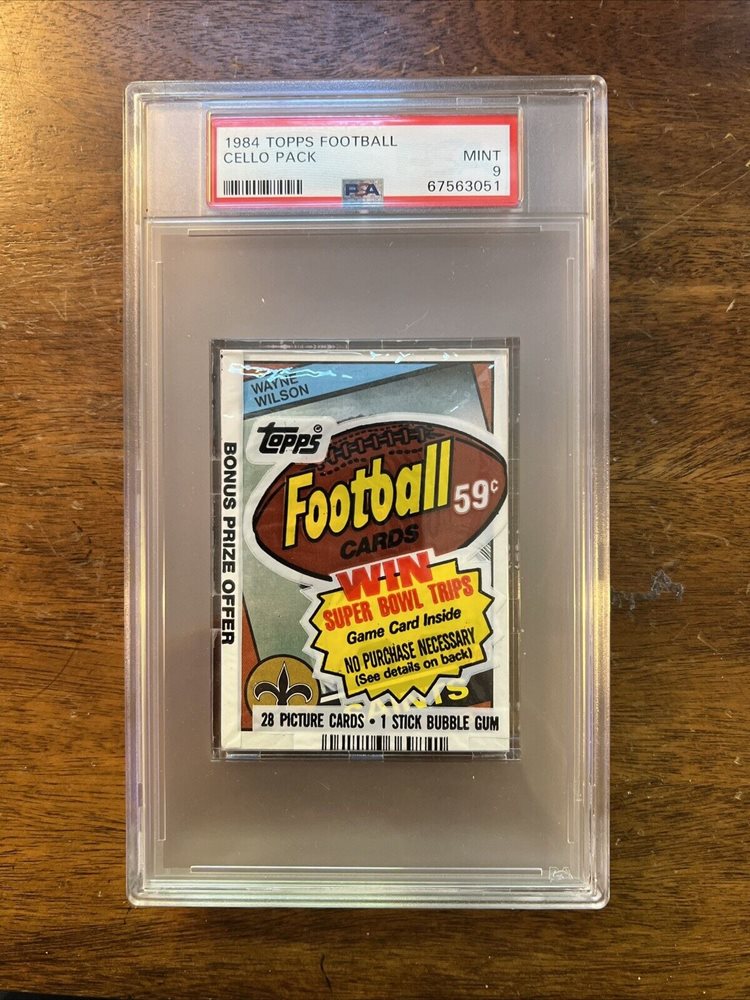 1984 TOPPS FOOTBALL
CELLO PACK
MINT
9
PSA
67563051
WAYNE
WILSON
TOPPS
Football
59¢
CARDS
WIN
SUPER BOWL TRIPS
Game Card Inside
NO PURCHASE NECESSARY
(See details on back)
SAINTS
28 PICTURE CARDS • 1 STICK BUBBLE GUM
BONUS PRIZE OFFER